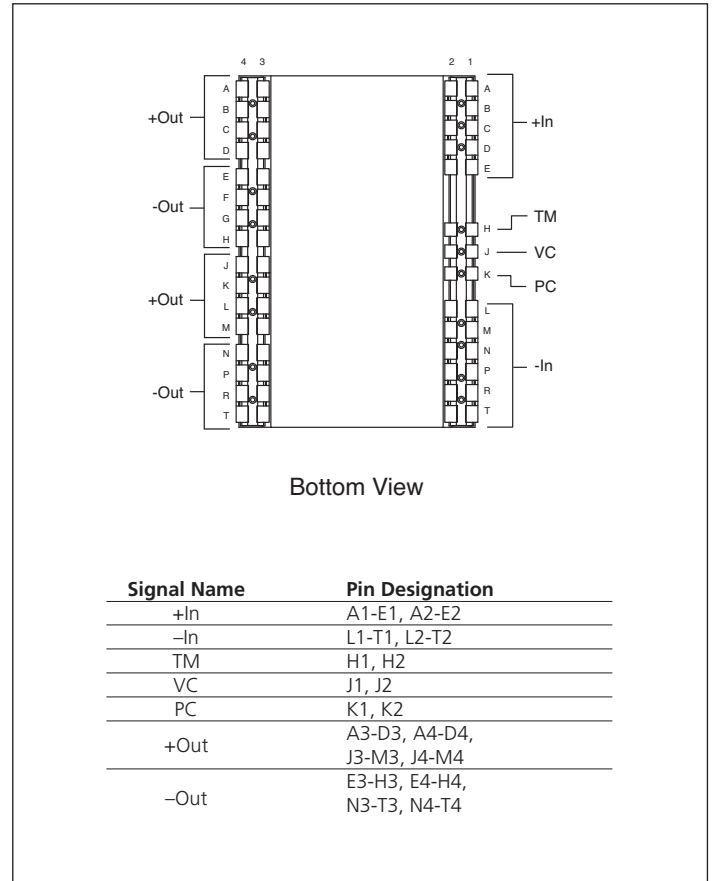 4 3
2 1
A
B
C
D
E
F
G
H
J
K
L
M
N
P
R
T
+Out
-Out
+Out
-Out
A
B
C
D
E
H
J
K
L
M
N
P
R
T
+In
TM
VC
PC
-In
Bottom View
Signal Name Pin Designation
+In A1-E1, A2-E2
–In L1-T1, L2-T2
TM H1, H2
VC J1, J2
PC K1, K2
+Out A3-D3, A4-D4,
J3-M3, J4-M4
–Out E3-H3, E4-H4,
N3-T3, N4-T4